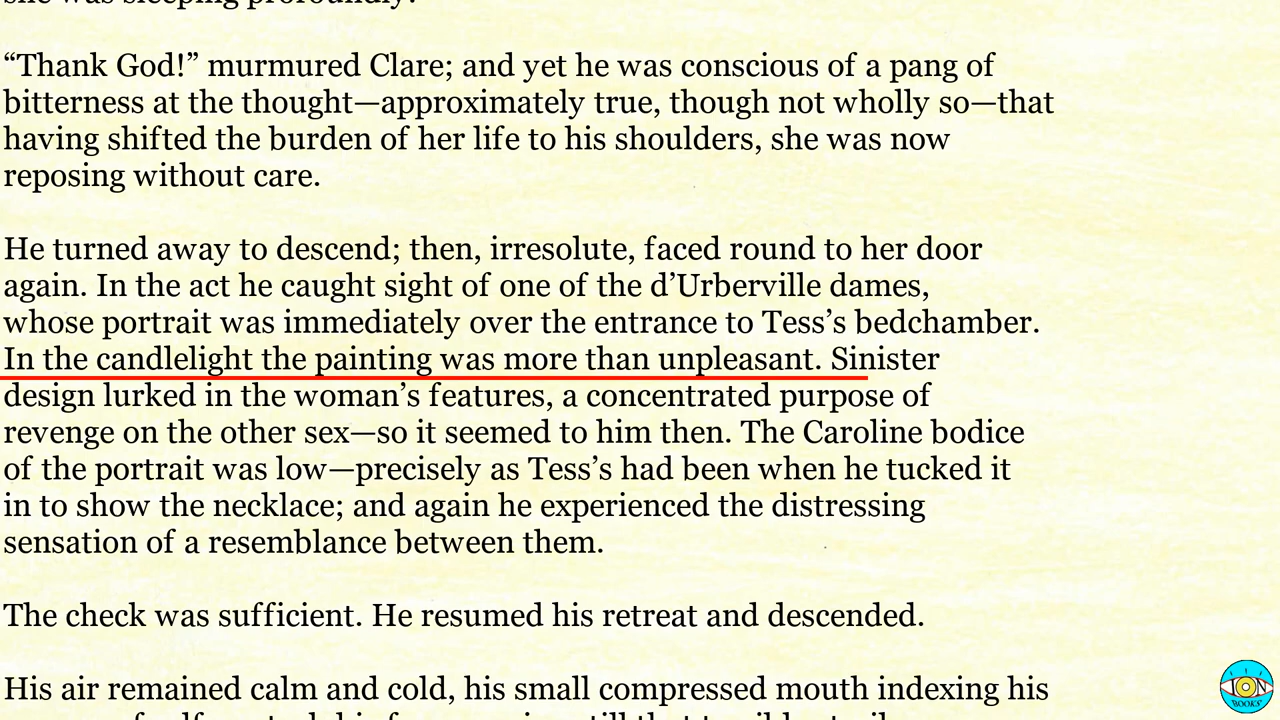 she was sleeping profoundly.
“Thank God!” murmured Clare; and yet he was conscious of a pang of
bitterness at the thought—approximately true, though not wholly so—that
having shifted the burden of her life to his shoulders, she was now
reposing without care.
He turned away to descend; then, irresolute, faced round to her door
again. In the act he caught sight of one of the d’Urberville dames,
whose portrait was immediately over the entrance to Tess’s bedchamber.
In the candlelight the painting was more than unpleasant. Sinister
design lurked in the woman’s features, a concentrated purpose of
revenge on the other sex—so it seemed to him then. The Caroline bodice
of the portrait was low—precisely as Tess’s had been when he tucked it
in to show the necklace; and again he experienced the distressing
sensation of a resemblance between them.
The check was sufficient. He resumed his retreat and descended.
His air remained calm and cold, his small compressed mouth indexing his
ION
BOOKS